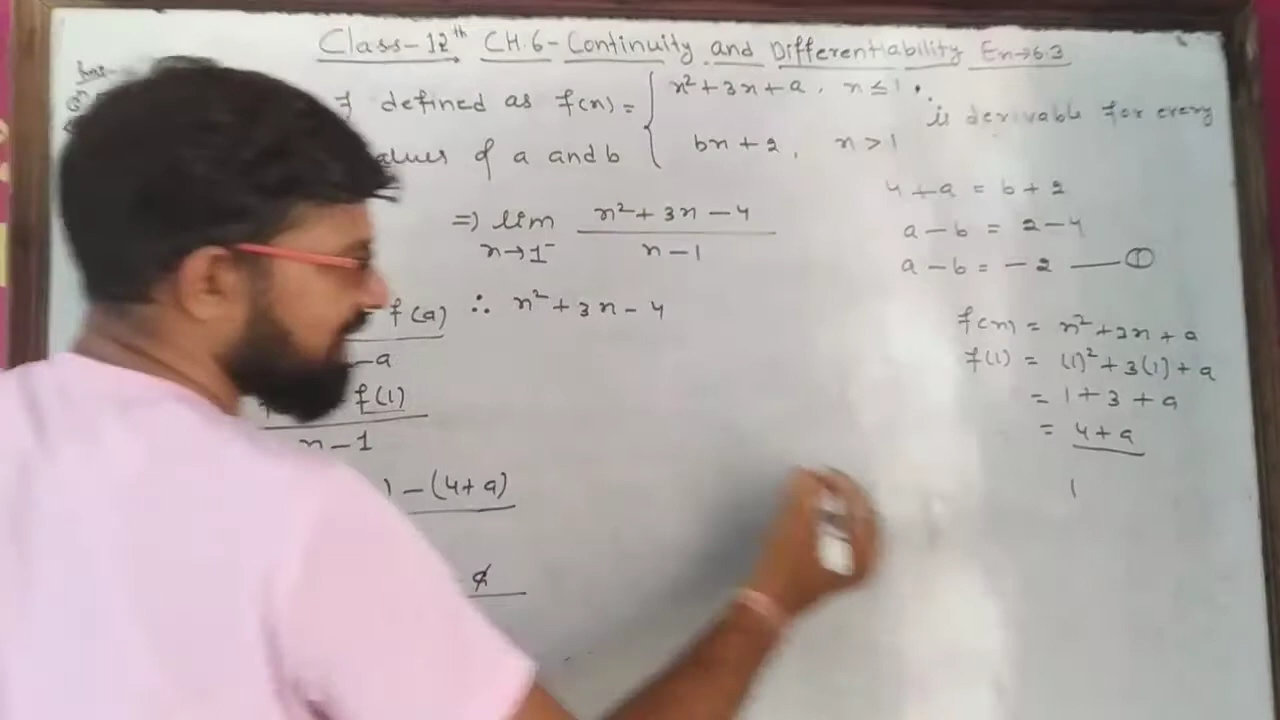 Class-12th CH.6-Continuity and Differentiability Ex→6.3
f defined as f(x) = { x²+3x+a, x≤1
bx+2, x>1
is derivable for every
values of a and b
=) lim x²+3x-4
x→1⁻ x-1
f(a) ∴ x²+3x-4
-a
f(1)
x-1
) -(4+a)
a
4+a = b+2
a-b = 2-4
a-b = -2 —①
f(x) = x²+3x+a
f(1) = (1)²+3(1)+a
= 1+3+a
= 4+a